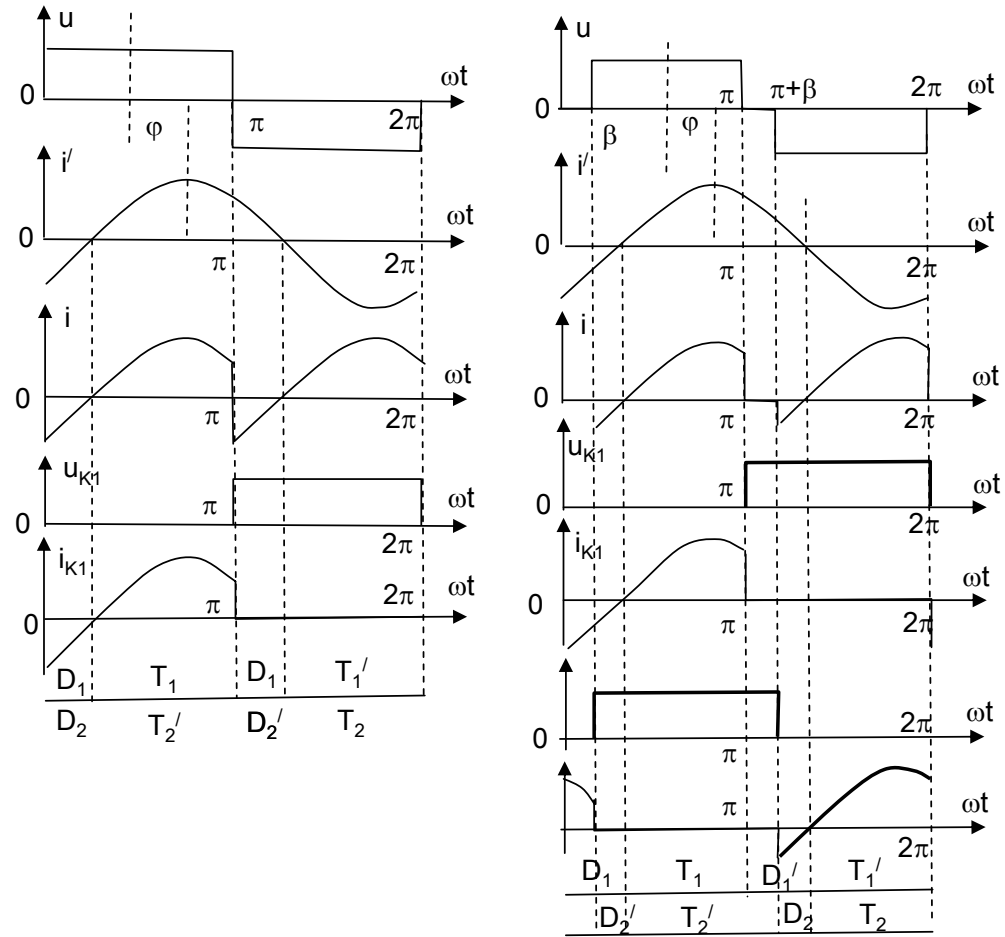 u
ωt
0
φ
π
2π
i/
ωt
0
π
2π
i
ωt
0
π
2π
uK1
ωt
0
π
2π
iK1
ωt
0
π
2π
D1 T1 D1 T1/
D2 T2/ D2/ T2
u
ωt
0
β
φ
π
π+β
2π
i/
ωt
0
π
2π
i
ωt
0
π
2π
uK1
ωt
0
π
2π
iK1
ωt
0
π
2π
ωt
0
π
2π
ωt
π
2π
D1 T1 D1/ T1/
D2/ T2/ D2 T2